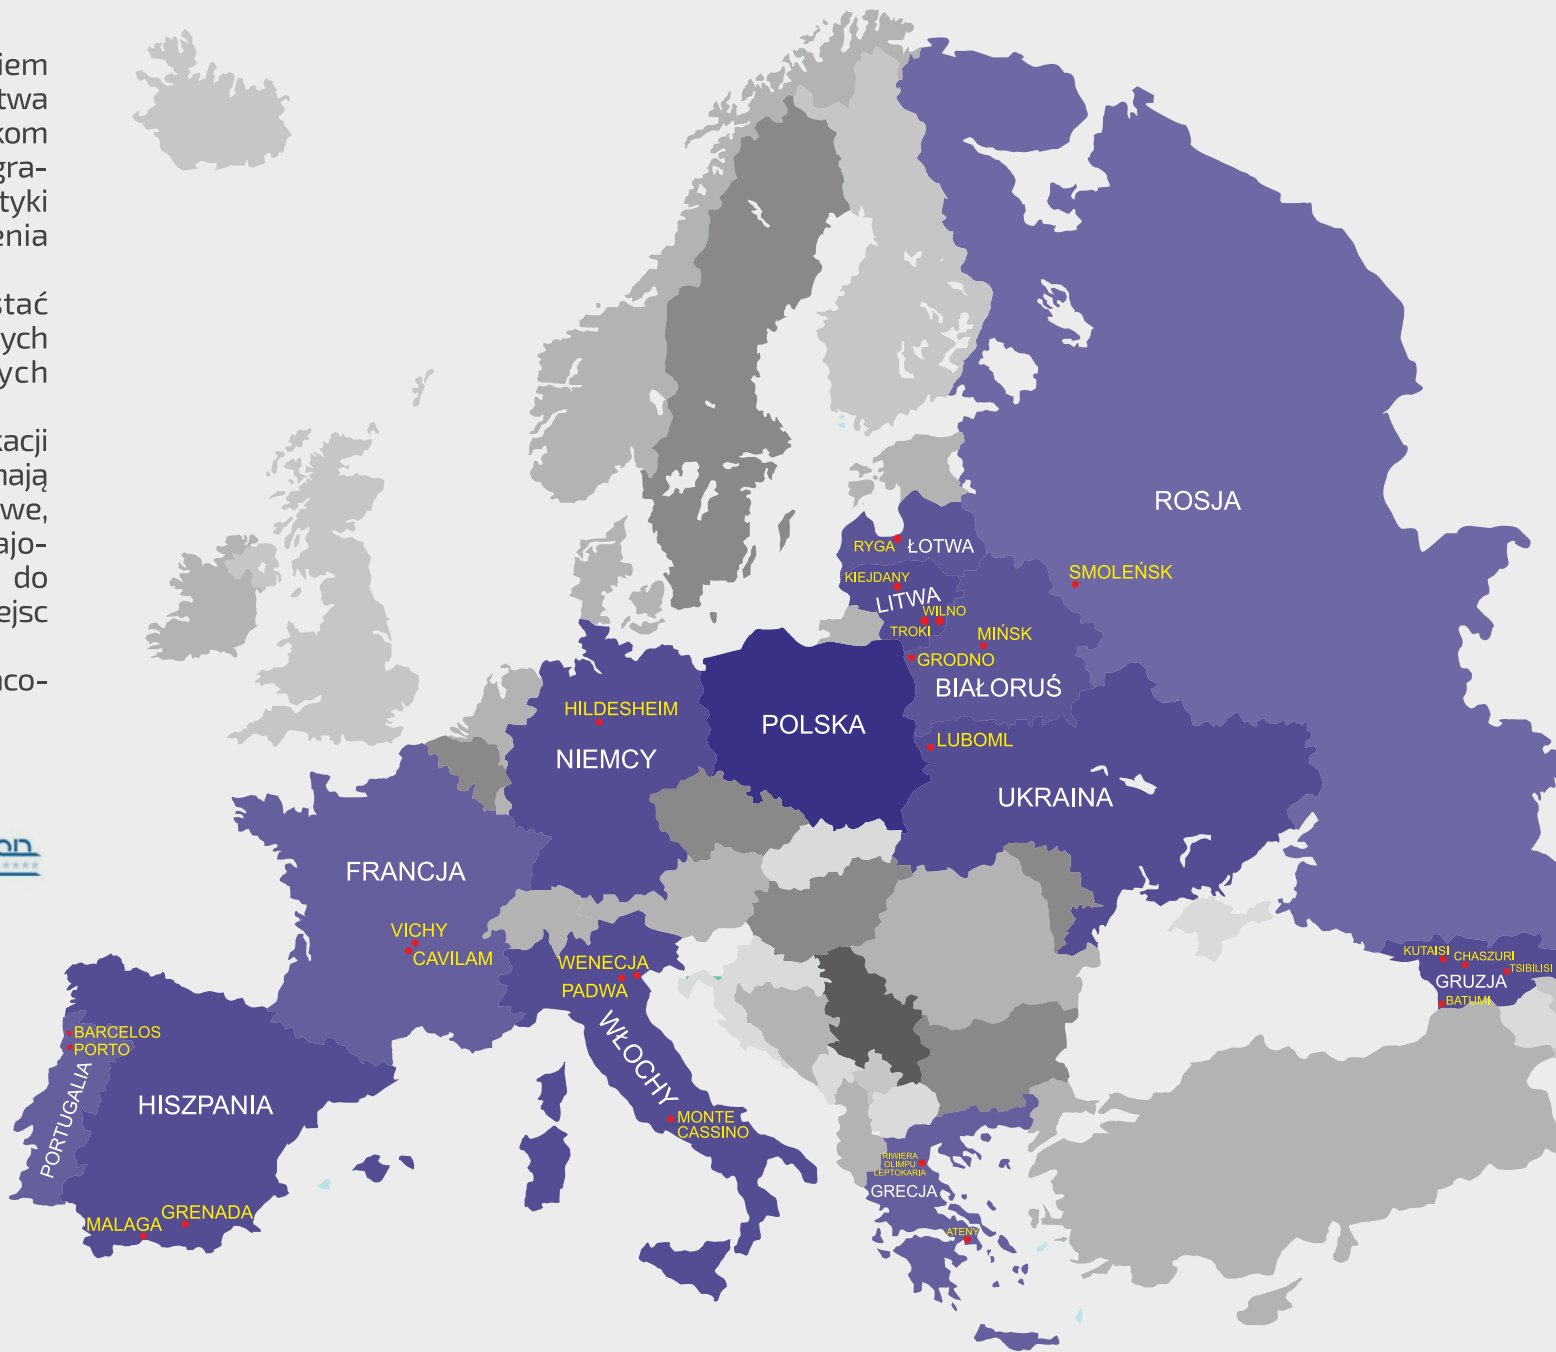 iem
twa
kom
gra-
tyki
enia
stać
ych
ych
kacji
nają
we,
ajo-
do
ejsc
aco-
on
ROSJA
RYGA
ŁOTWA
KIEJDANY
LITWA
WILNO
TROKI
SMOLEŃSK
MIŃSK
GRODNO
BIAŁORUŚ
HILDESHEIM
NIEMCY
POLSKA
LUBOML
UKRAINA
FRANCJA
VICHY
CAVILAM
WENECJA
PADWA
WŁOCHY
MONTE
CASSINO
KUTAISI
CHASZURI
TSIBILISI
GRUZJA
BATUMI
BARCELOS
PORTO
PORTUGALIA
HISZPANIA
MALAGA
GRENADA
RIWIERA
OLIMPU
LEPTOKARIA
GRECJA
ATENY